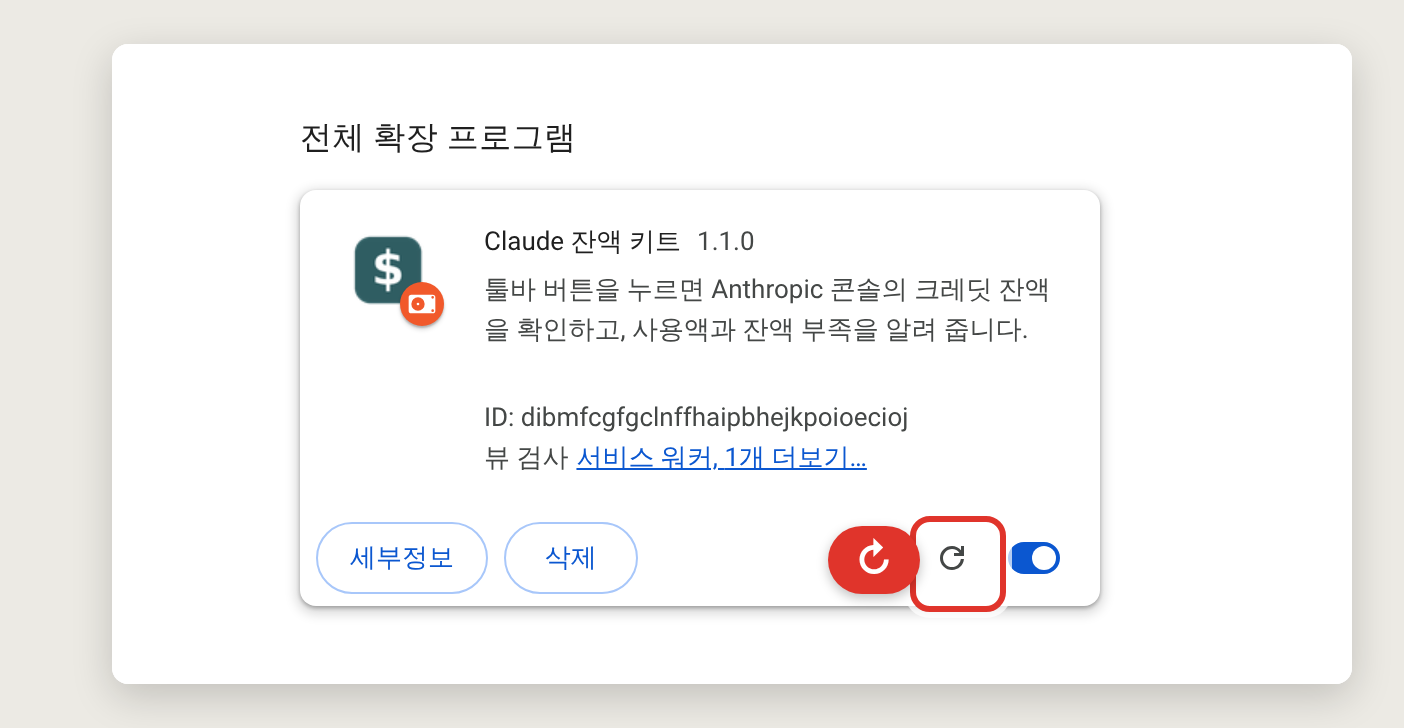 전체 확장 프로그램
$
Claude 잔액 키트 1.1.0
툴바 버튼을 누르면 Anthropic 콘솔의 크레딧 잔액
을 확인하고, 사용액과 잔액 부족을 알려 줍니다.
ID: dibmfcgfgclnffhaipbhejkpoioecioj
뷰 검사 서비스 워커, 1개 더보기...
세부정보 삭제